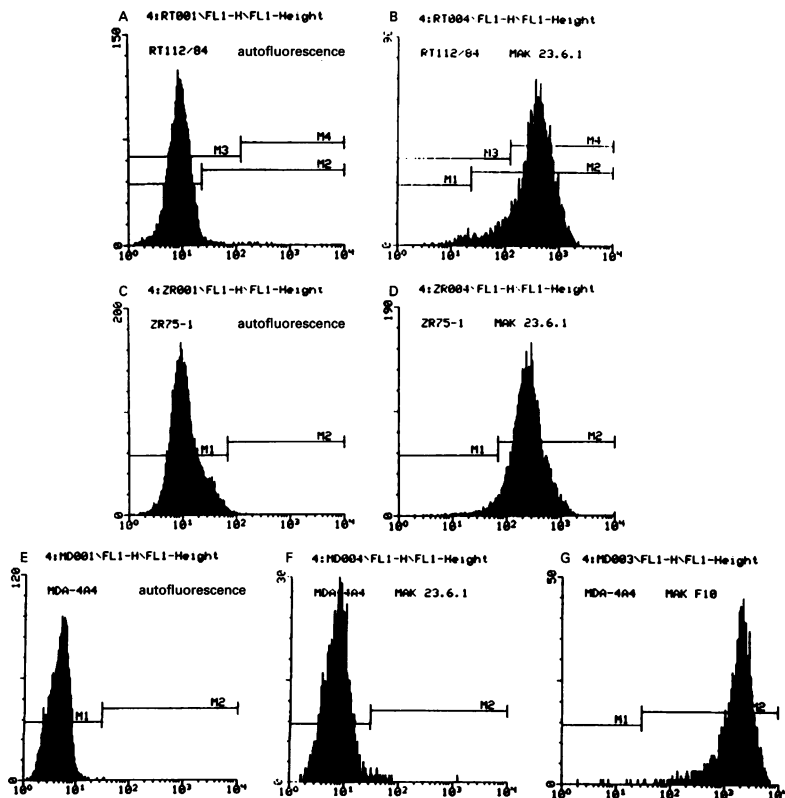 A 4:RT001\FL1-H\FL1-Height
150
RT112/84 autofluorescence
M4
M3
M2
0
10⁰ 10¹ 10² 10³ 10⁴
B 4:RT004\FL1-H\FL1-Height
RT112/84 MAK 23.6.1
M4
M3
M2
M1
10⁰ 10¹ 10² 10³ 10⁴
C 4:ZR001\FL1-H\FL1-Height
200
ZR75-1 autofluorescence
M2
M1
0
10⁰ 10¹ 10² 10³ 10⁴
D 4:ZR004\FL1-H\FL1-Height
190
ZR75-1 MAK 23.6.1
M2
M1
0
10⁰ 10¹ 10² 10³ 10⁴
E 4:MD001\FL1-H\FL1-Height
120
MDA-4A4 autofluorescence
M2
M1
0
10⁰ 10¹ 10² 10³ 10⁴
F 4:MD004\FL1-H\FL1-Height
MDA-4A4 MAK 23.6.1
M2
10⁰ 10¹ 10² 10³ 10⁴
G 4:MD003\FL1-H\FL1-Height
50
MDA-4A4 MAK F10
M2
M1
0
10⁰ 10¹ 10² 10³ 10⁴